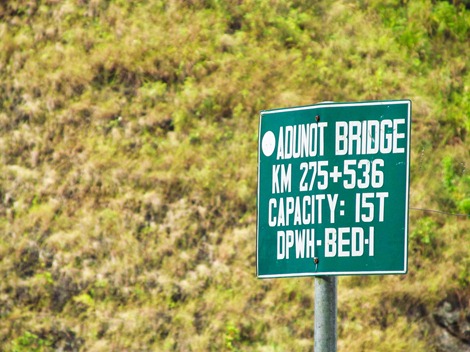 ADUNOT BRIDGE
KM 275+536
CAPACITY: 15T
DPWH-BED-I